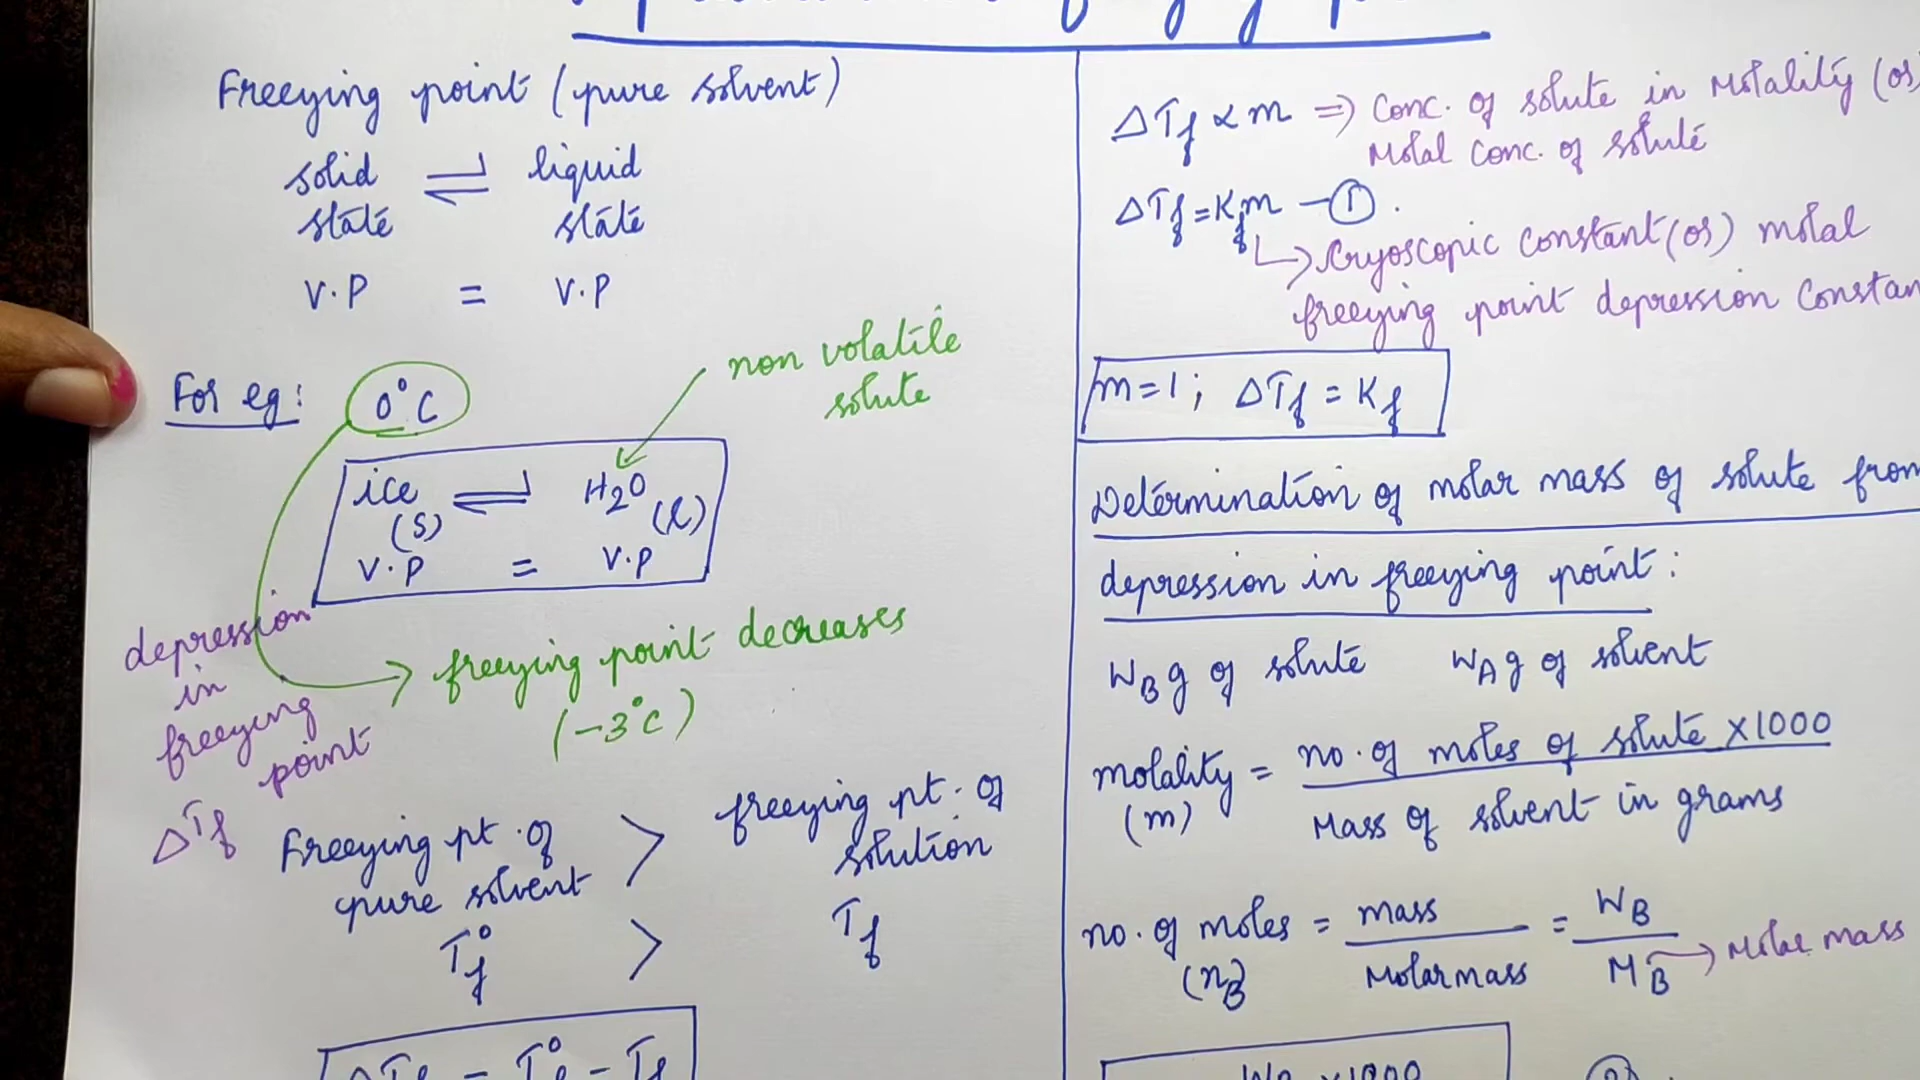 Freezing point (pure solvent)
solid ⇌ liquid
state state
V.P = V.P
non volatile
solute
For eg: 0°C
ice ⇌ H2O
(s) (l)
V.P = V.P
depression
in
freezing
point
ΔTf
→ freezing point decreases
(-3°C)
Freezing pt. of > freezing pt. of
pure solvent solution
T°f > Tf
ΔTf = T°f - Tf
ΔTf ∝ m ⇒ Conc. of solute in Molality (or)
Molal Conc. of solute
ΔTf = Kf m — ①.
↳ Cryoscopic constant (or) molal
freezing point depression
m = 1 ; ΔTf = Kf
Determination of molar mass of solute from
depression in freezing point :
WB g of solute WA g of solvent
molality = no. of moles of solute X1000
(m) Mass of solvent in grams
no. of moles = mass = WB
(nB) Molar mass MB → Molar mass